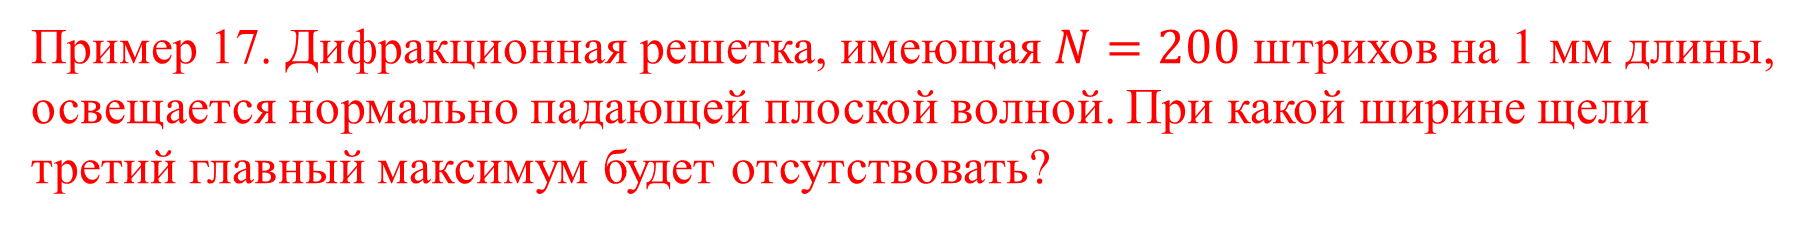 Пример 17. Дифракционная решетка, имеющая N = 200 штрихов на 1 мм длины,
освещается нормально падающей плоской волной. При какой ширине щели
третий главный максимум будет отсутствовать?